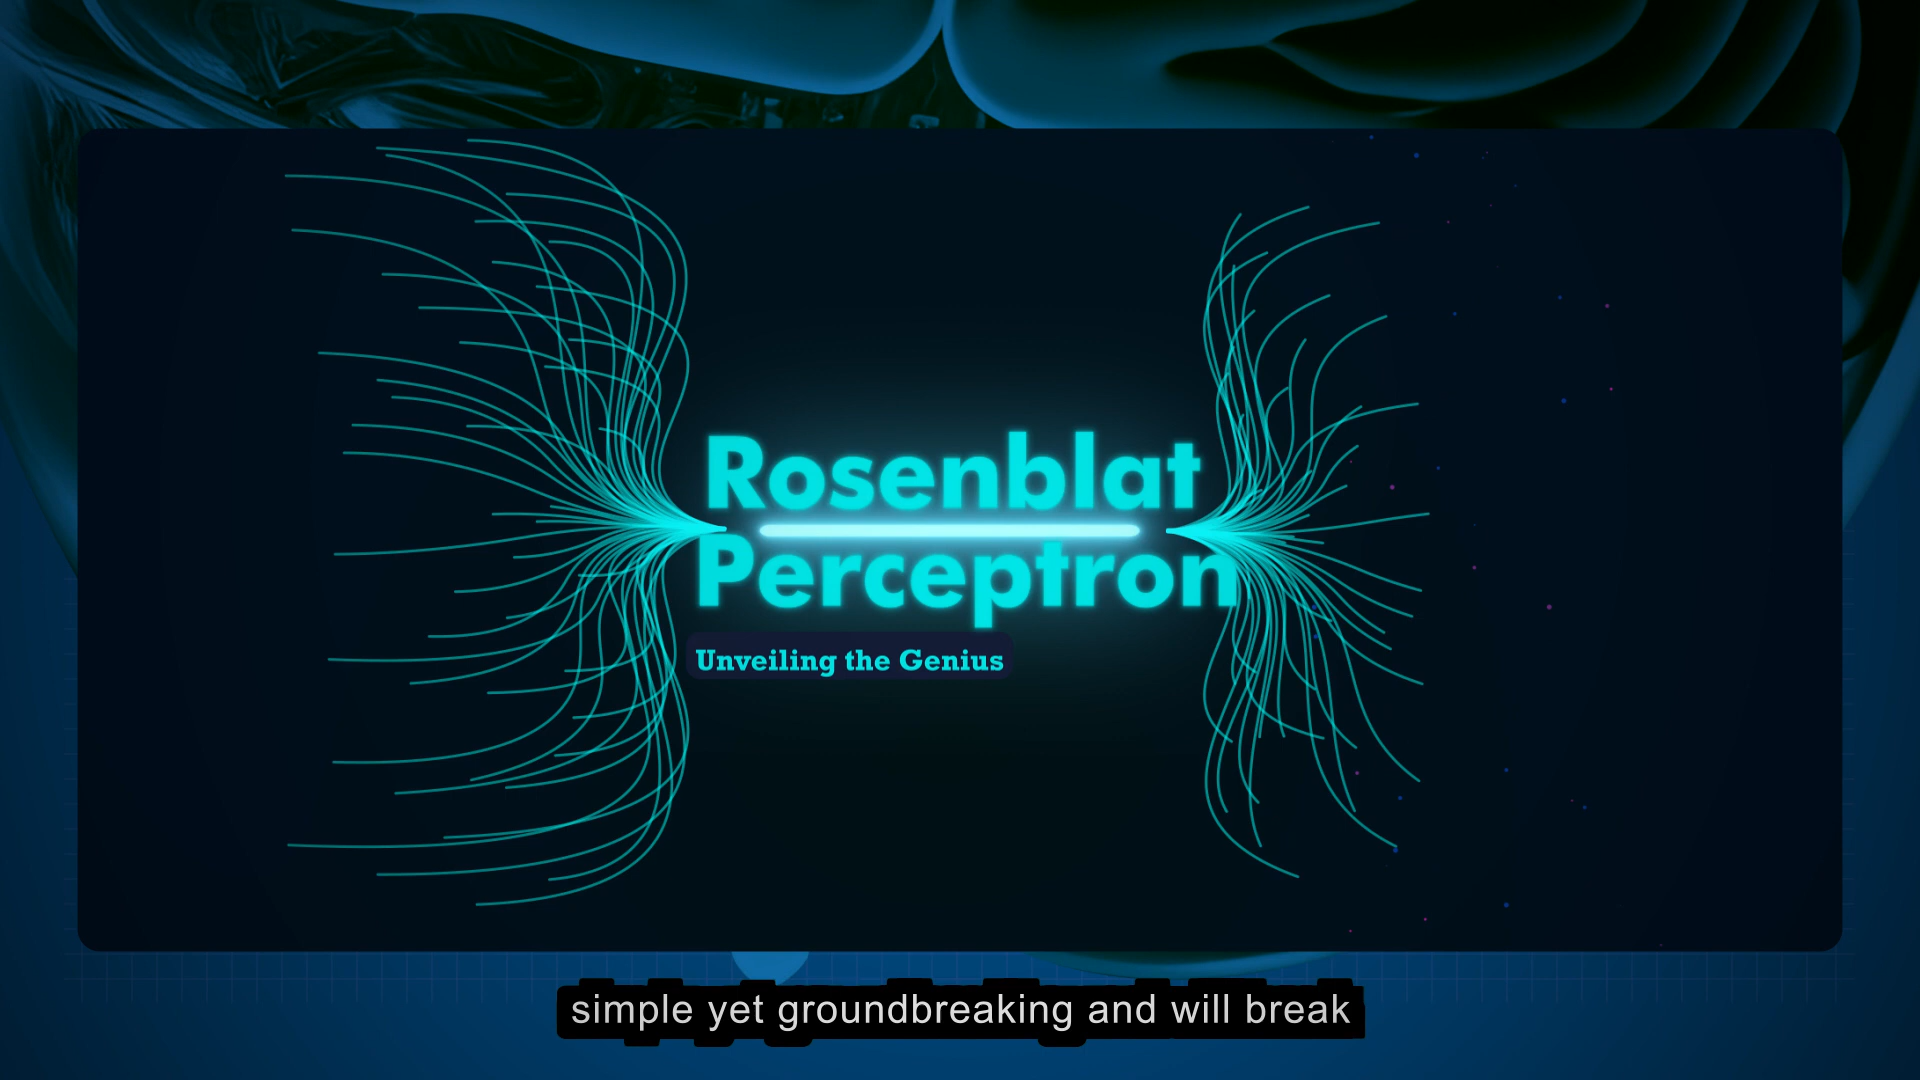 Rosenblat
Perceptron
Unveiling the Genius
simple yet groundbreaking and will break